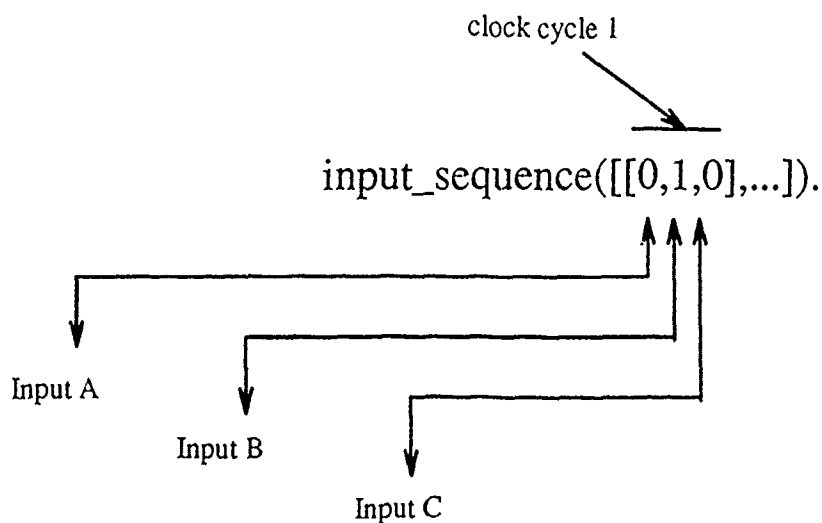 clock cycle 1
input_sequence([[0,1,0],...]).
Input A
Input B
Input C